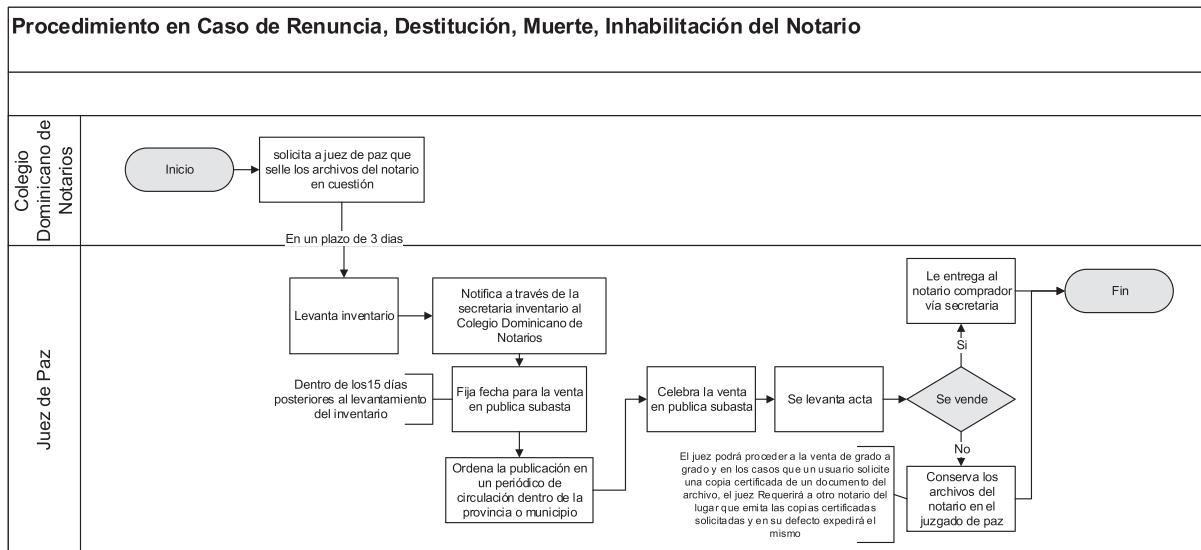 Procedimiento en Caso de Renuncia, Destitución, Muerte, Inhabilitación del Notario
Colegio
Dominicano de
Notarios
Inicio
solicita a juez de paz que
selle los archivos del notario
en cuestión
En un plazo de 3 dias
Juez de Paz
Levanta inventario
Notifica a través de la
secretaria inventario al
Colegio Dominicano de
Notarios
Dentro de los15 días
posteriores al levantamiento
del inventario
Fija fecha para la venta
en publica subasta
Ordena la publicación en
un periódico de
circulación dentro de la
provincia o municipio
Celebra la venta
en publica subasta
Se levanta acta
Se vende
Si
Le entrega al
notario comprador
vía secretaria
Fin
No
El juez podrá proceder a la venta de grado a
grado y en los casos que un usuario solicite
una copia certificada de un documento del
archivo, el juez Requerirá a otro notario del
lugar que emita las copias certificadas
solicitadas y en su defecto expedirá el
mismo
Conserva los
archivos del
notario en el
juzgado de paz